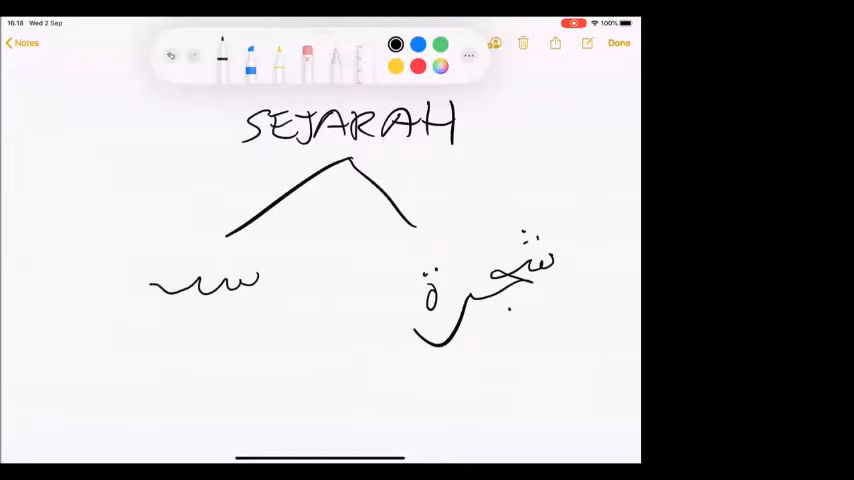 16.18 Wed 2 Sep 100%
Notes Done
SEJARAH
شجرة